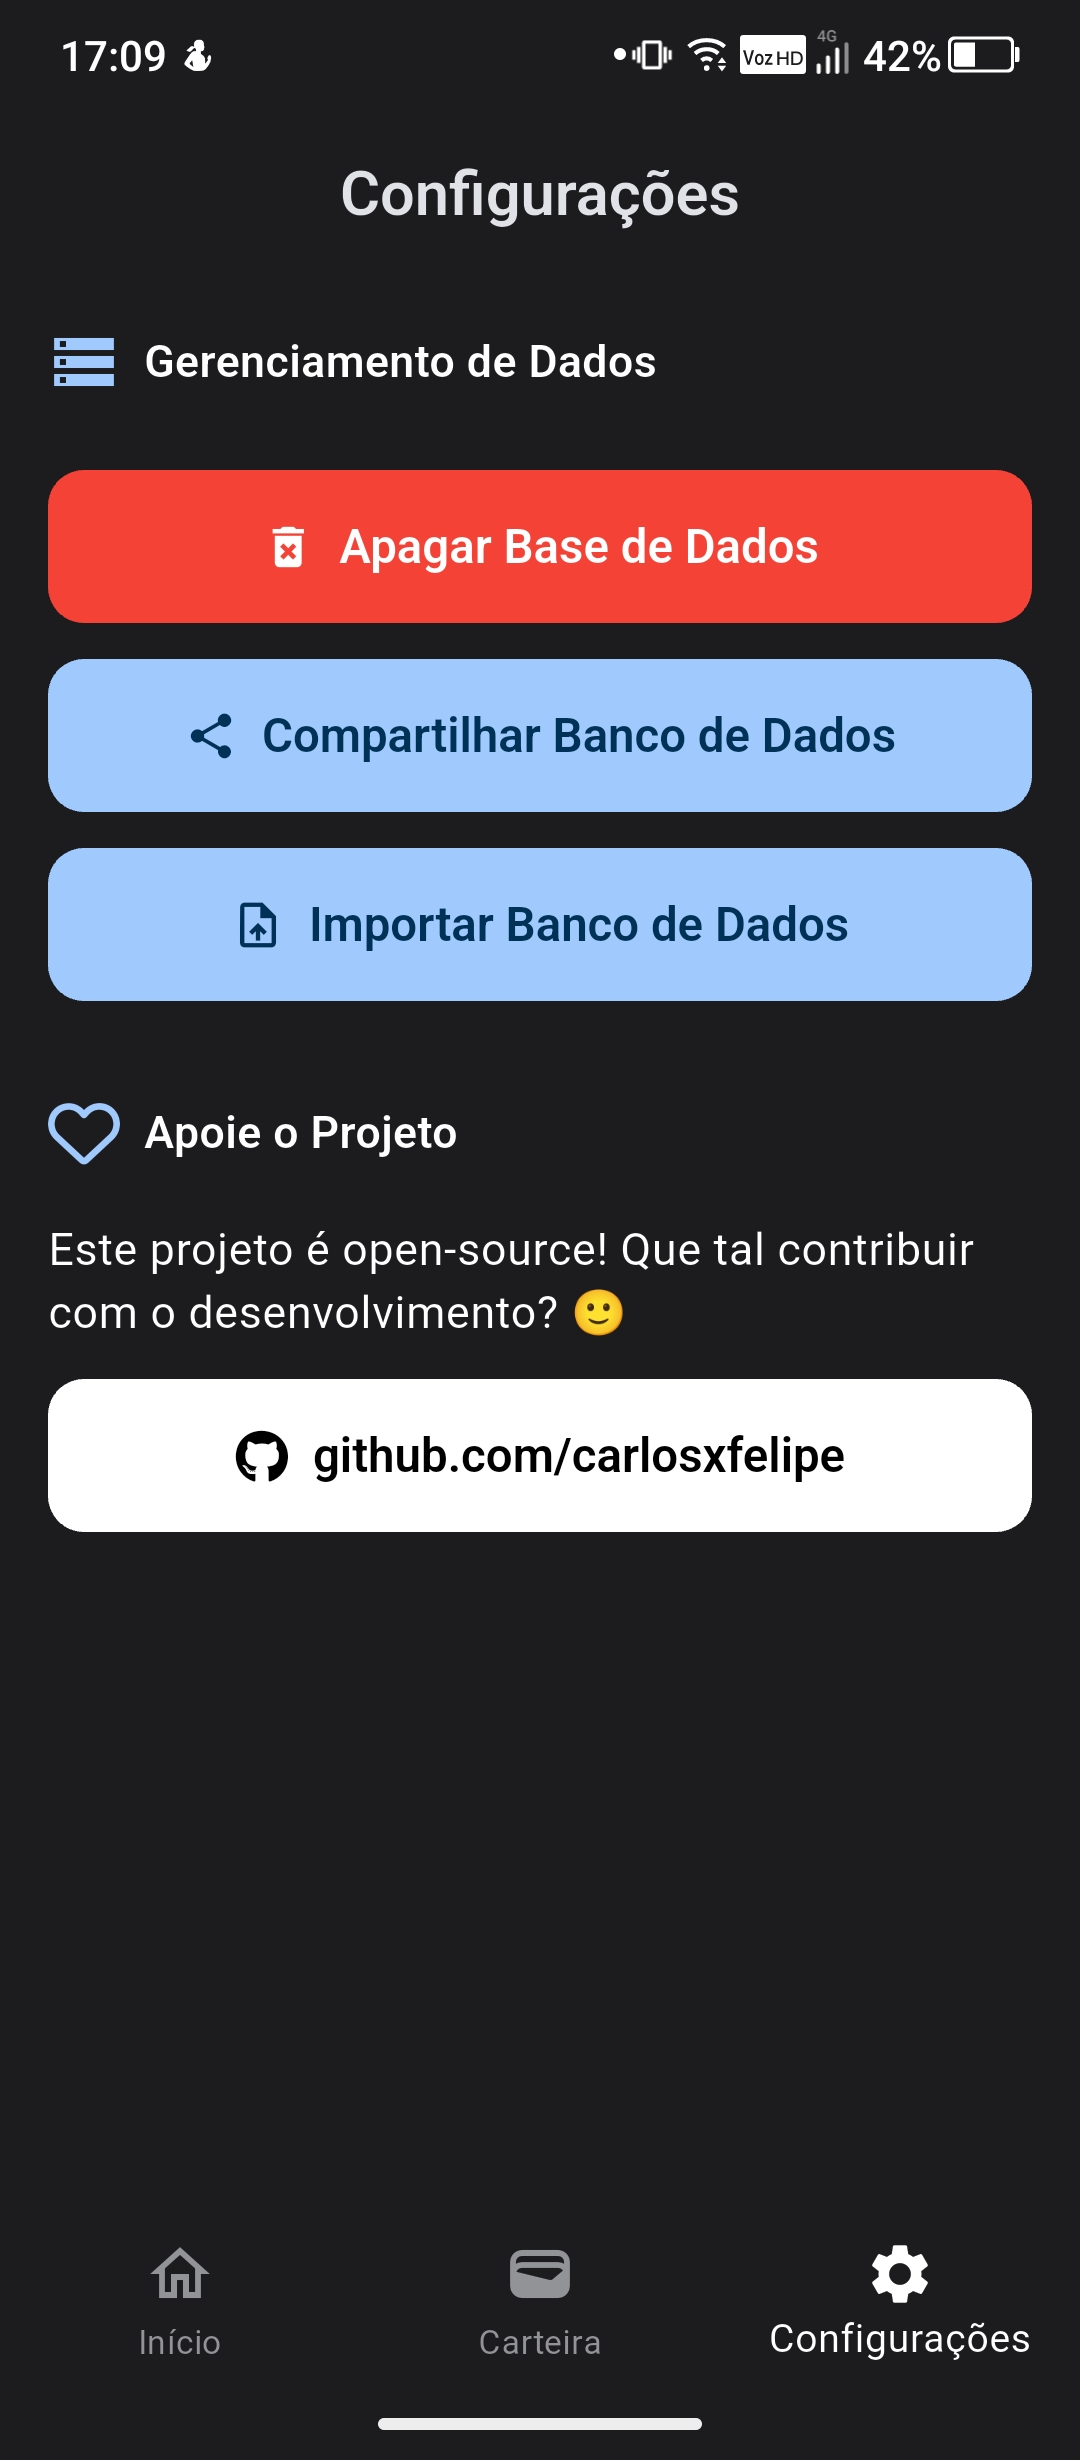 17:09
Voz HD
4G
42%
Configurações
Gerenciamento de Dados
Apagar Base de Dados
Compartilhar Banco de Dados
Importar Banco de Dados
Apoie o Projeto
Este projeto é open-source! Que tal contribuir
com o desenvolvimento? 🙂
github.com/carlosxfelipe
Início
Carteira
Configurações